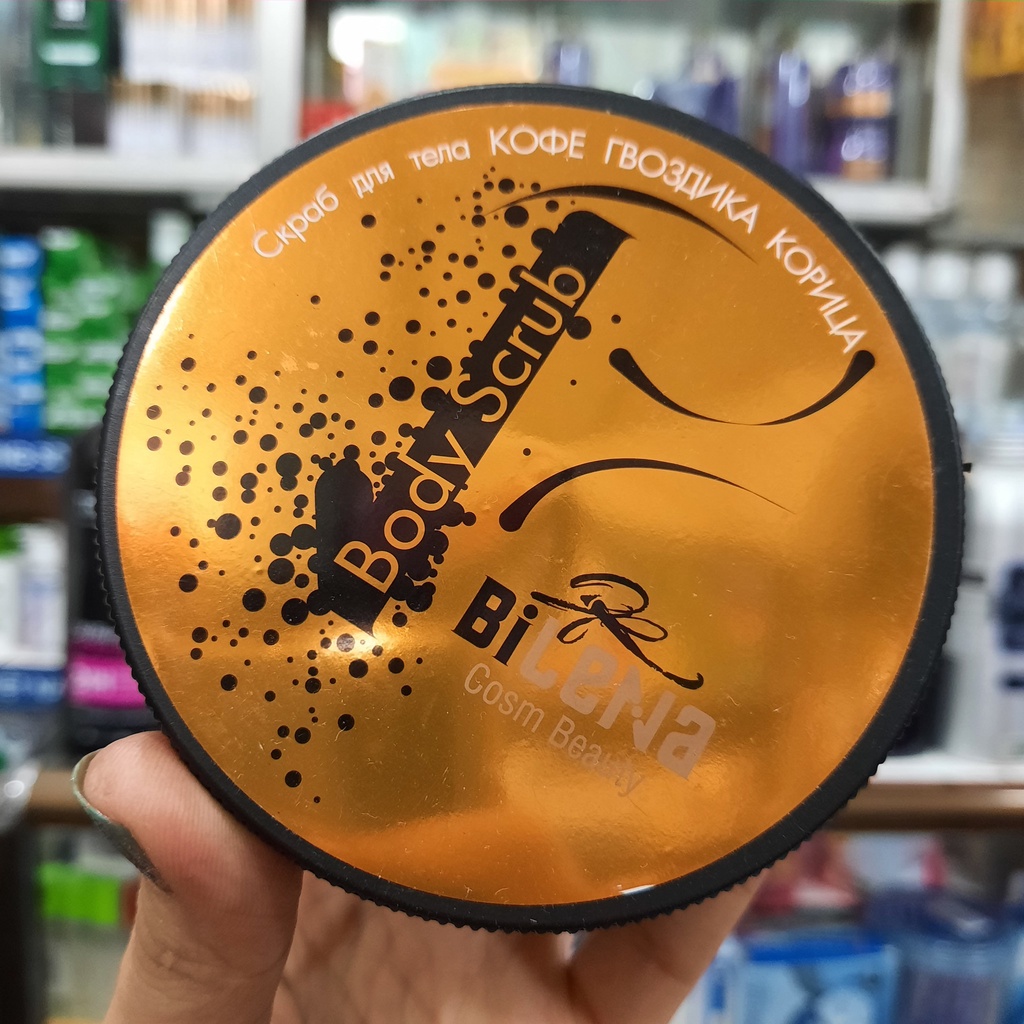 Скраб для тела КОФЕ ГВОЗДИКА КОРИЦА
Body Scrub
BiLeNa
Cosm Beauty